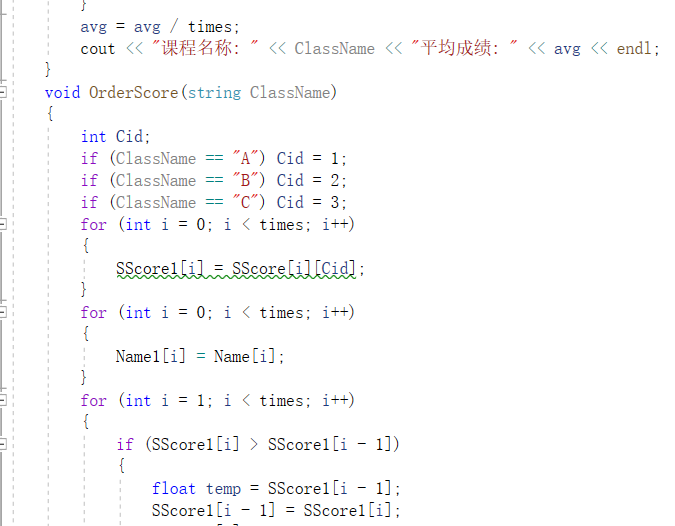 }
avg = avg / times;
cout << "课程名称: " << ClassName << "平均成绩: " << avg << endl;
}
void OrderScore(string ClassName)
{
int Cid;
if (ClassName == "A") Cid = 1;
if (ClassName == "B") Cid = 2;
if (ClassName == "C") Cid = 3;
for (int i = 0; i < times; i++)
{
SScore1[i] = SScore[i][Cid];
}
for (int i = 0; i < times; i++)
{
Name1[i] = Name[i];
}
for (int i = 1; i < times; i++)
{
if (SScore1[i] > SScore1[i - 1])
{
float temp = SScore1[i - 1];
SScore1[i - 1] = SScore1[i];